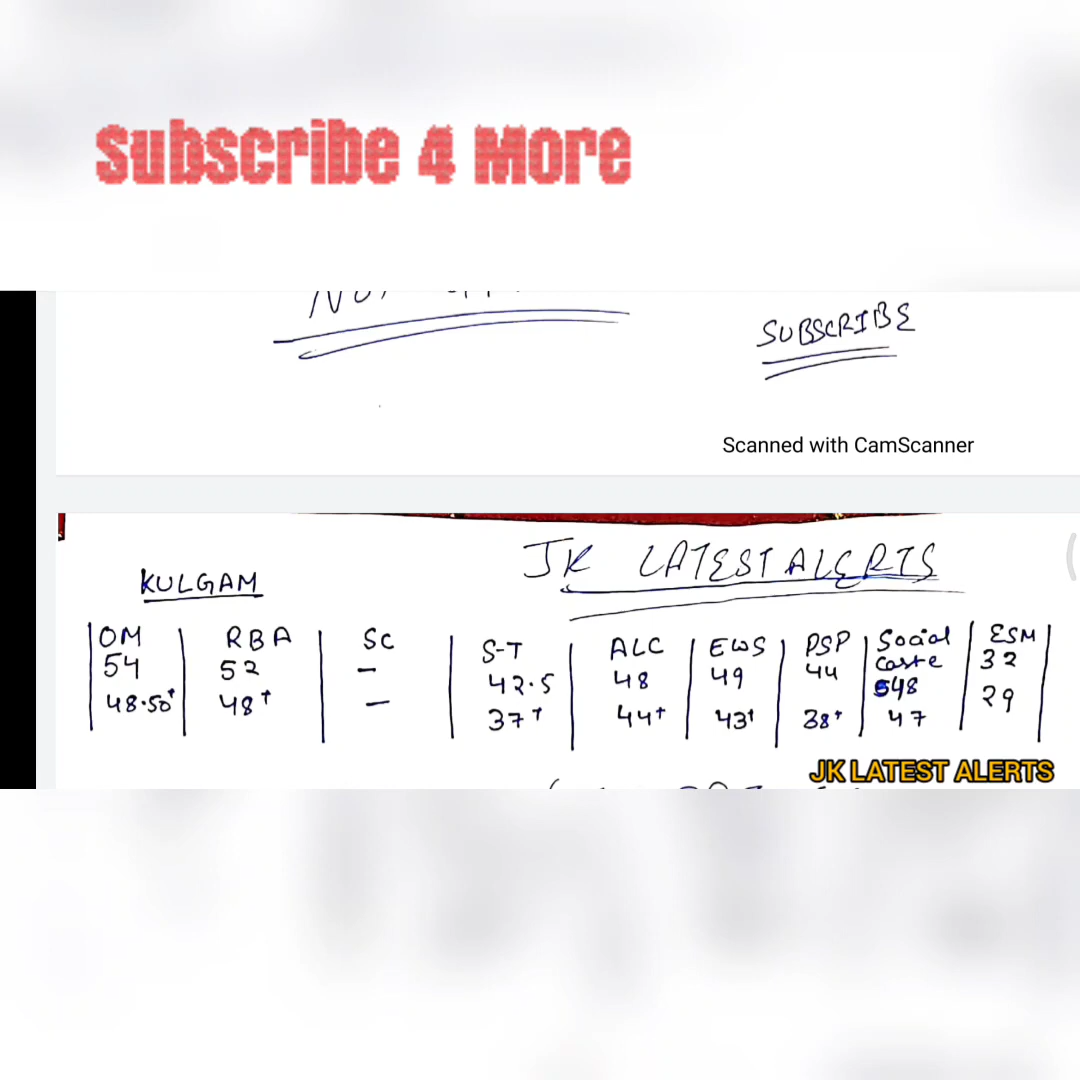 Subscribe 4 More
SUBSCRIBE
Scanned with CamScanner
JK LATEST ALERTS
KULGAM
OM RBA SC S-T ALC EWS PSP Social Caste ESM
54 52 - 42.5 48 49 44 548 32
48.50+ 48+ - 37+ 44+ 43+ 38+ 47 29
JK LATEST ALERTS